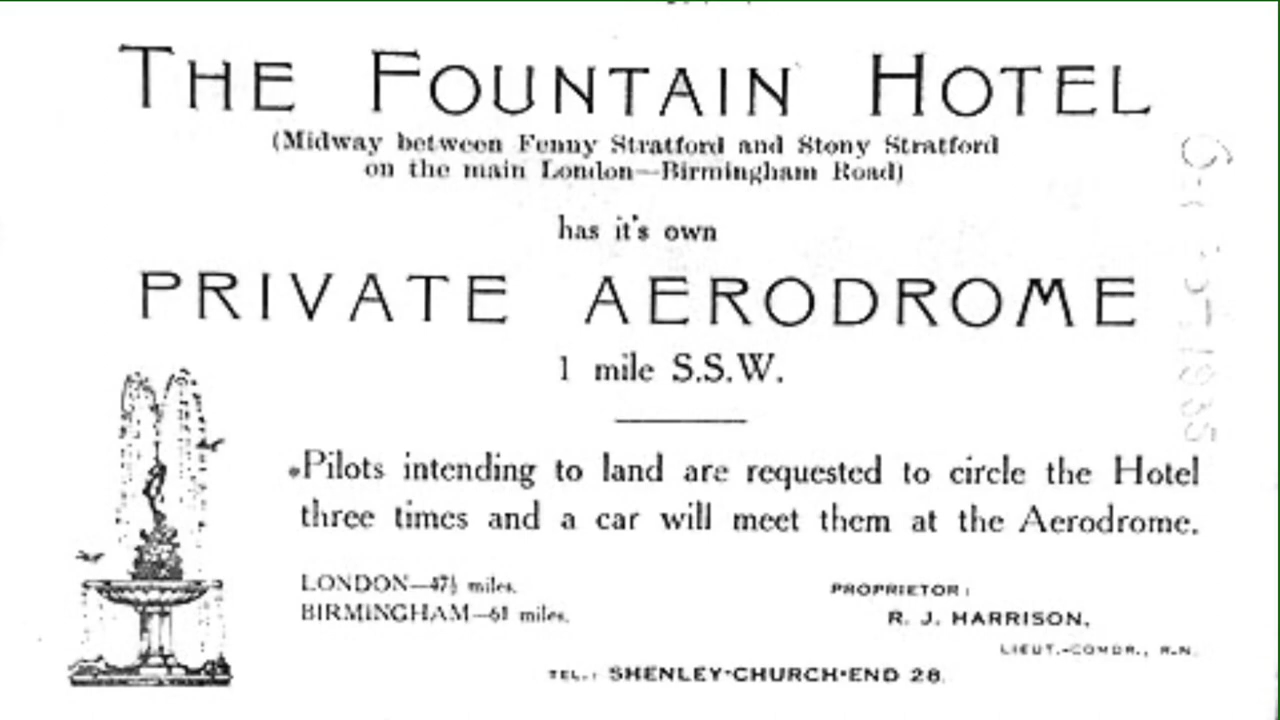 THE FOUNTAIN HOTEL
(Midway between Fenny Stratford and Stony Stratford
on the main London—Birmingham Road)
has it's own
PRIVATE AERODROME
1 mile S.S.W.
Pilots intending to land are requested to circle the Hotel
three times and a car will meet them at the Aerodrome.
LONDON—47½ miles.
BIRMINGHAM—61 miles.
PROPRIETOR:
R. J. HARRISON,
LIEUT.-COMDR., R.N.
TEL.: SHENLEY-CHURCH-END 28.
1935